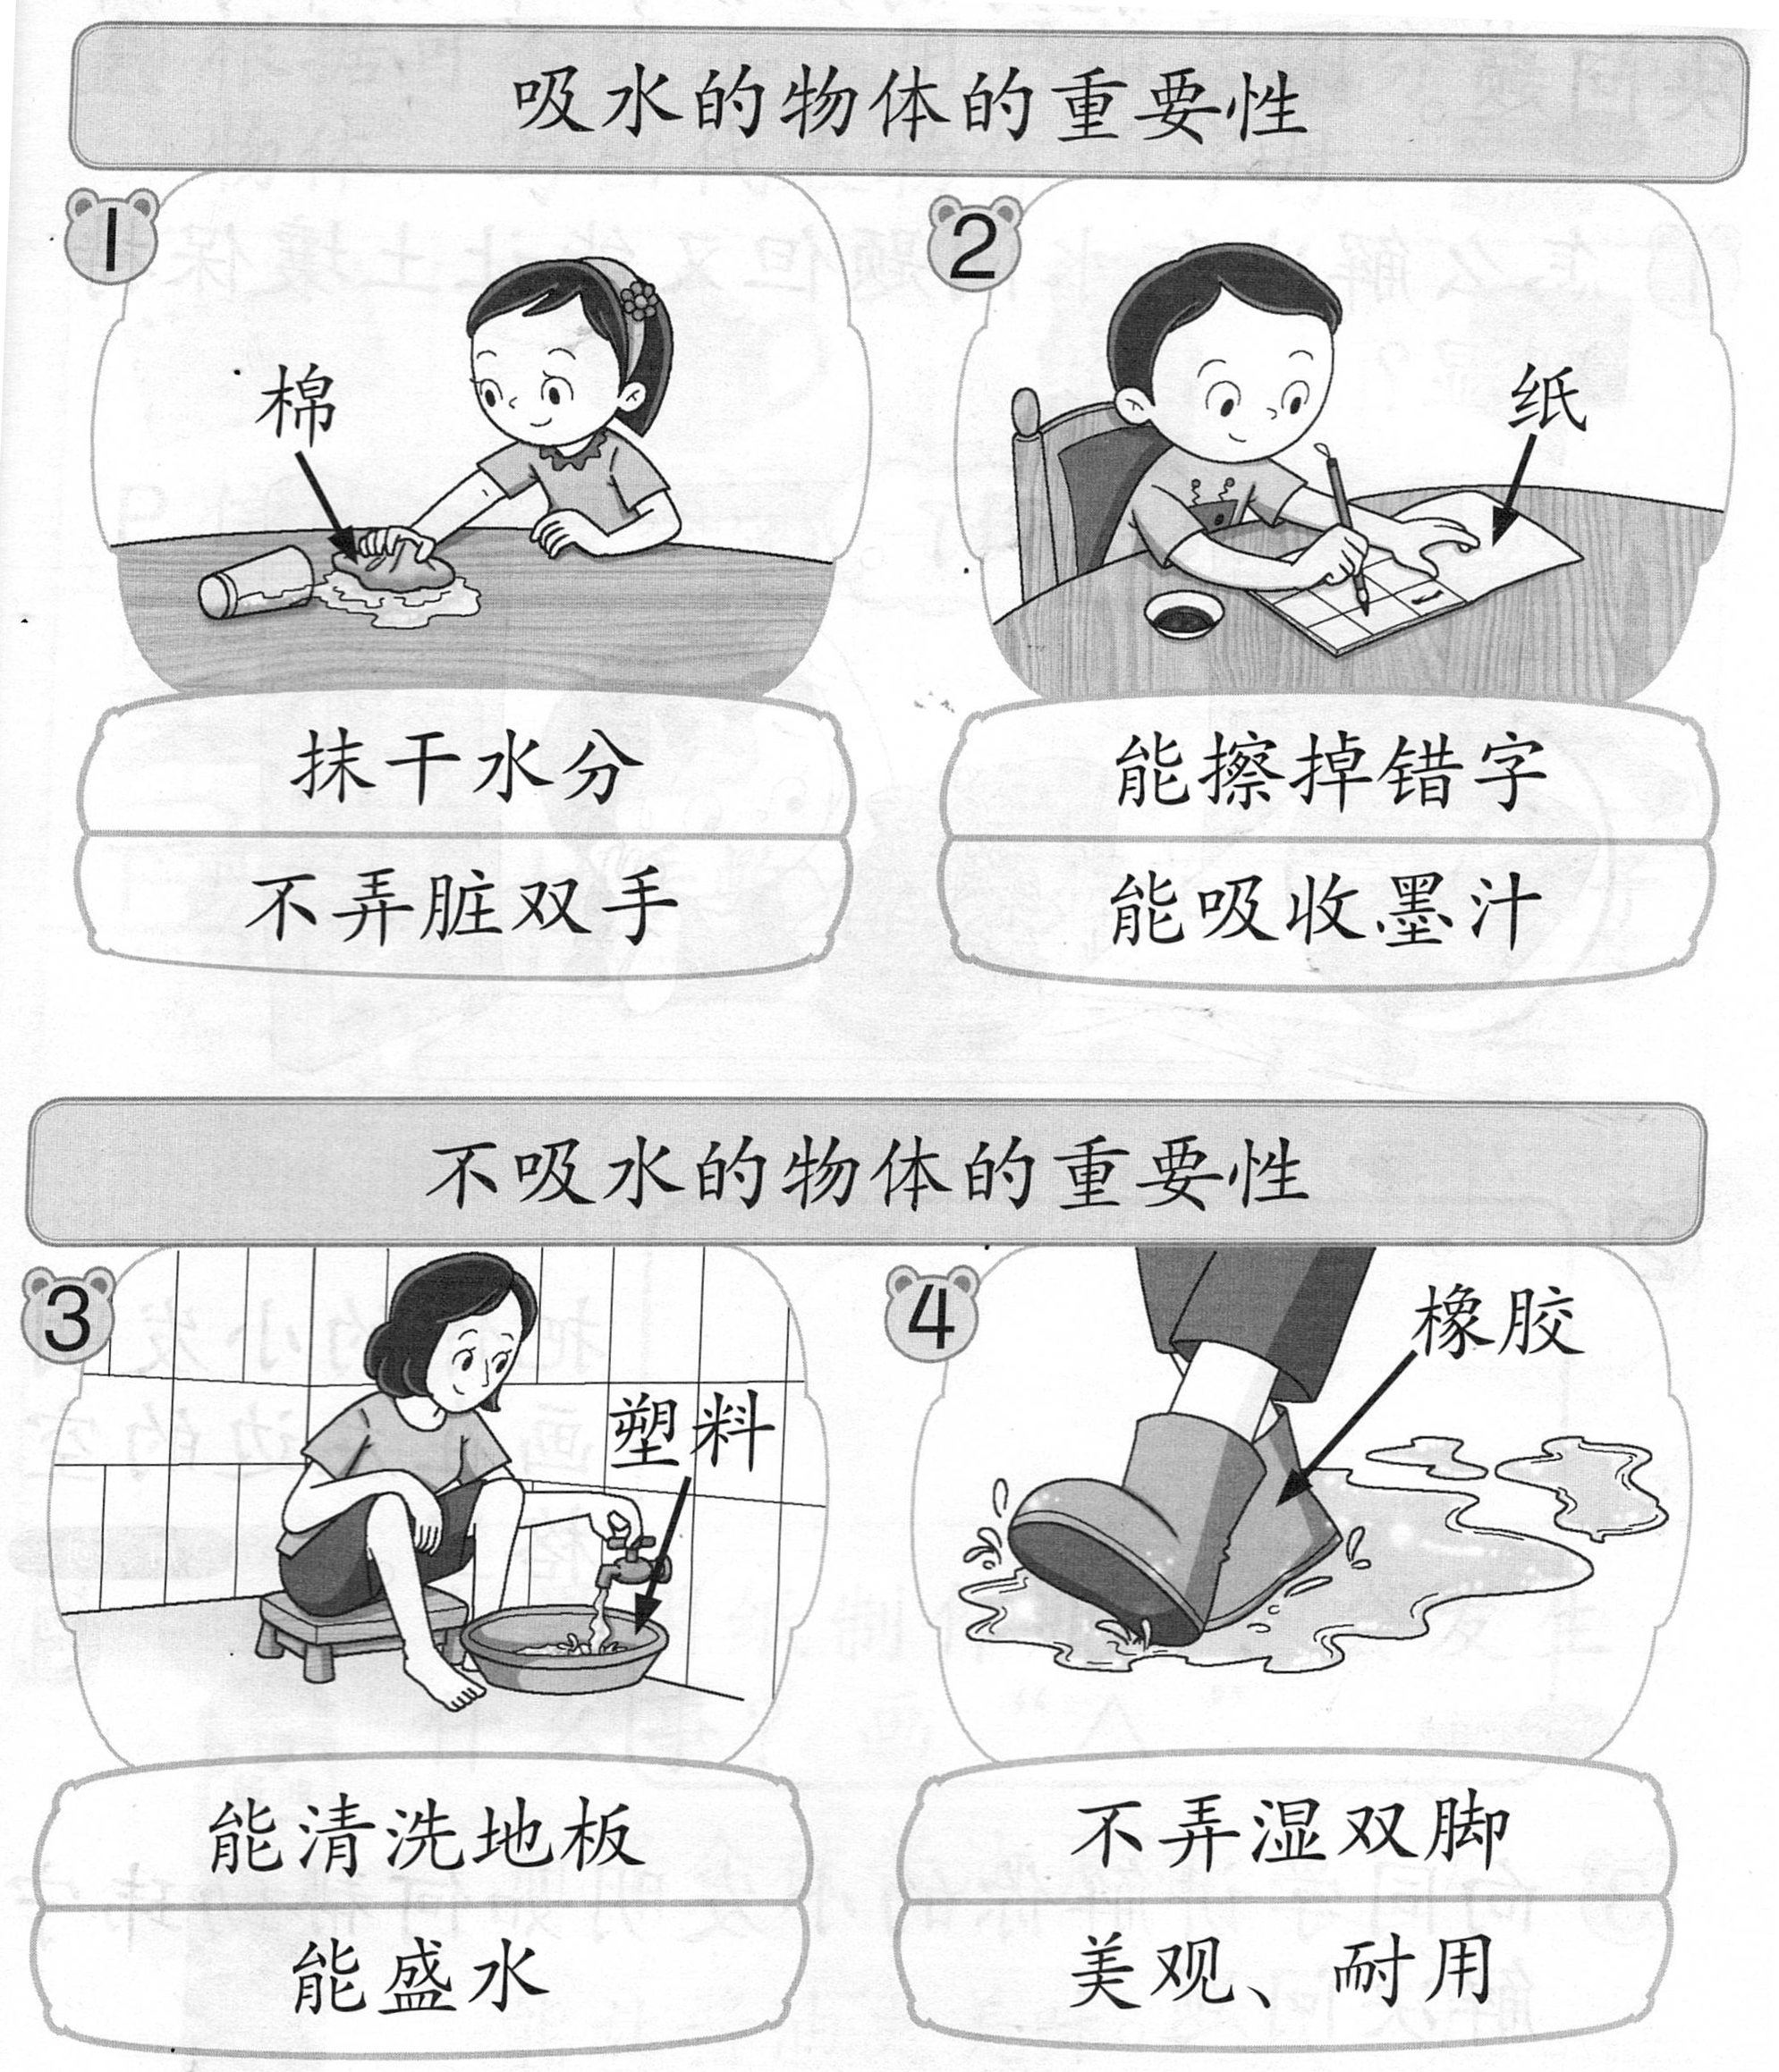 吸水的物体的重要性
1
2
棉
纸
抹干水分
不弄脏双手
能擦掉错字
能吸收墨汁
不吸水的物体的重要性
3
4
塑料
橡胶
能清洗地板
能盛水
不弄湿双脚
美观、耐用